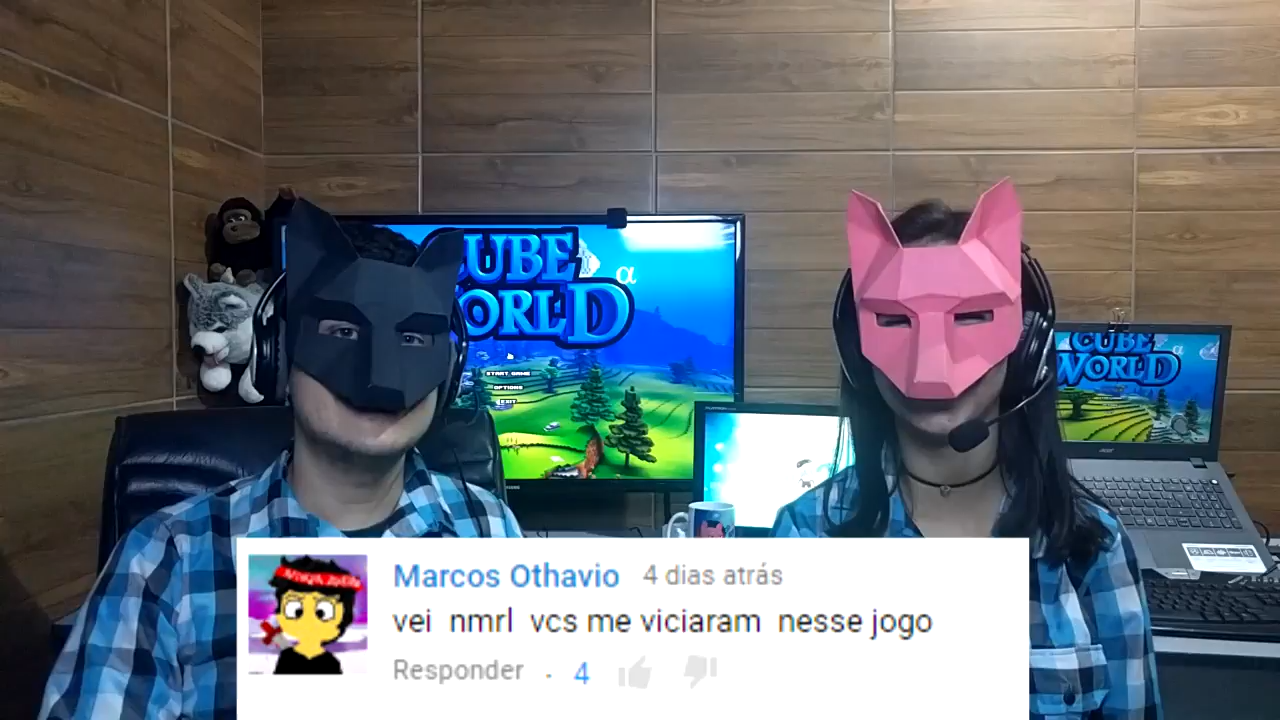 CUBE
WORLD
α
START GAME
OPTIONS
EXIT
CUBE
WORLD
α
acer
Marcos Othavio 4 dias atrás
vei nmrl vcs me viciaram nesse jogo
Responder · 4